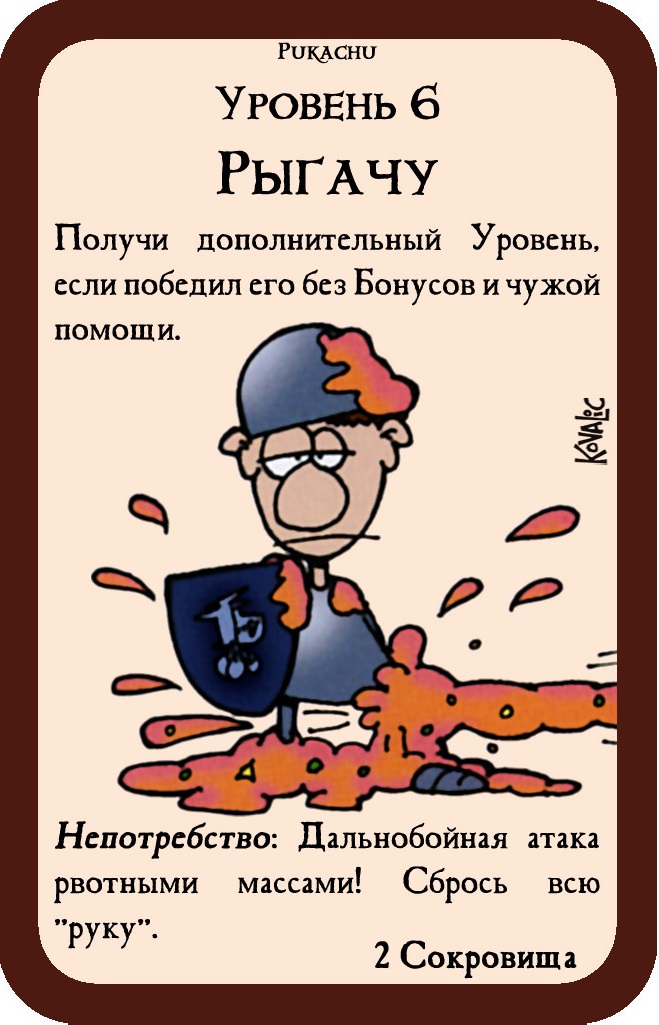 Pukachu
Уровень 6
Рыгачу
Получи дополнительный Уровень,
если победил его без Бонусов и чужой
помощи.
Kovalic
Непотребство: Дальнобойная атака
рвотными массами! Сбрось всю
"руку".
2 Сокровища